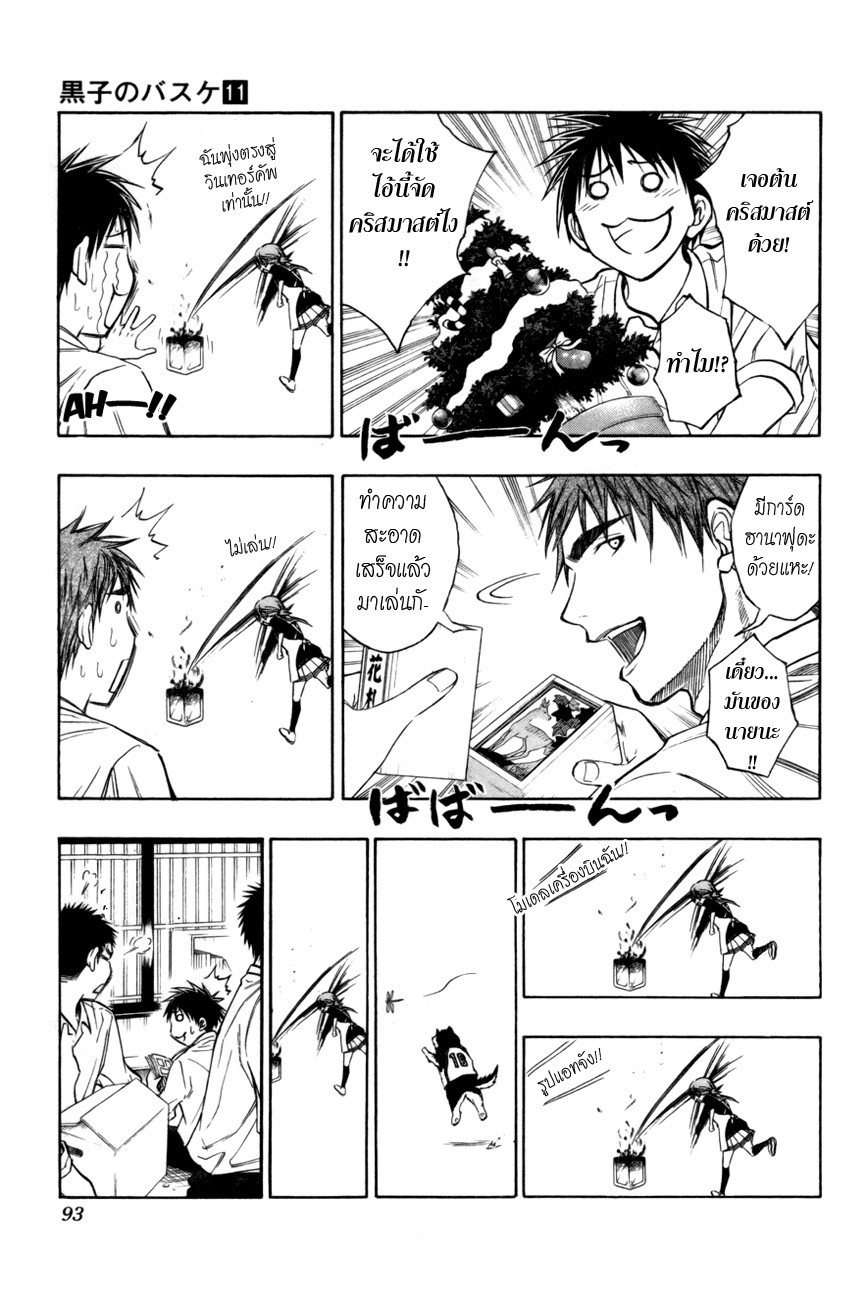 黒子のバスケ11
เจอต้น
คริสมาสต์
ด้วย!
ทำไม!?
จะได้ใช้
ไอ้นี่จัด
คริสมาสต์ไง
!!
ばーんっ
ฉันพุ่งตรงสู่
วินเทอร์คัพ
เท่านั้น!!
AH—!!
มีการ์ด
ฮานาฟุดะ
ด้วยแหะ!
เดี๋ยว...
มันของ
นายนะ
!!
ทำความ
สะอาด
เสร็จแล้ว
มาเล่นกั-
花札
ばばーんっ
ไม่เล่น!!
โมเดลเครื่องบินฉัน!
รูปแอทจัง!!
10
93